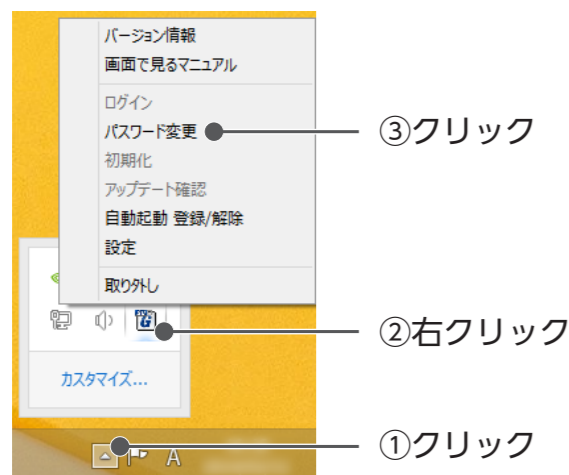 バージョン情報
画面で見るマニュアル
ログイン
パスワード変更
③クリック
初期化
アップデート確認
自動起動 登録/解除
設定
取り外し
②右クリック
カスタマイズ...
①クリック
A